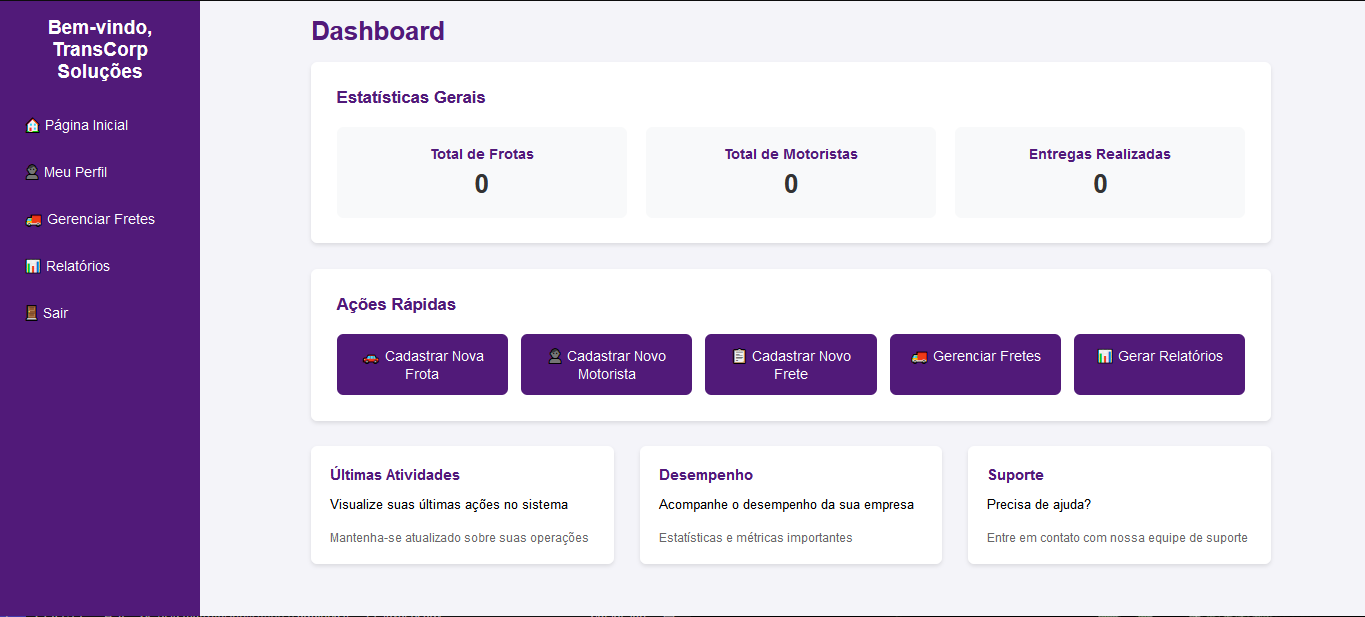 Bem-vindo,
TransCorp
Soluções
Página Inicial
Meu Perfil
Gerenciar Fretes
Relatórios
Sair
Dashboard
Estatísticas Gerais
Total de Frotas
0
Total de Motoristas
0
Entregas Realizadas
0
Ações Rápidas
Cadastrar Nova
Frota
Cadastrar Novo
Motorista
Cadastrar Novo
Frete
Gerenciar Fretes
Gerar Relatórios
Últimas Atividades
Visualize suas últimas ações no sistema
Mantenha-se atualizado sobre suas operações
Desempenho
Acompanhe o desempenho da sua empresa
Estatísticas e métricas importantes
Suporte
Precisa de ajuda?
Entre em contato com nossa equipe de suporte